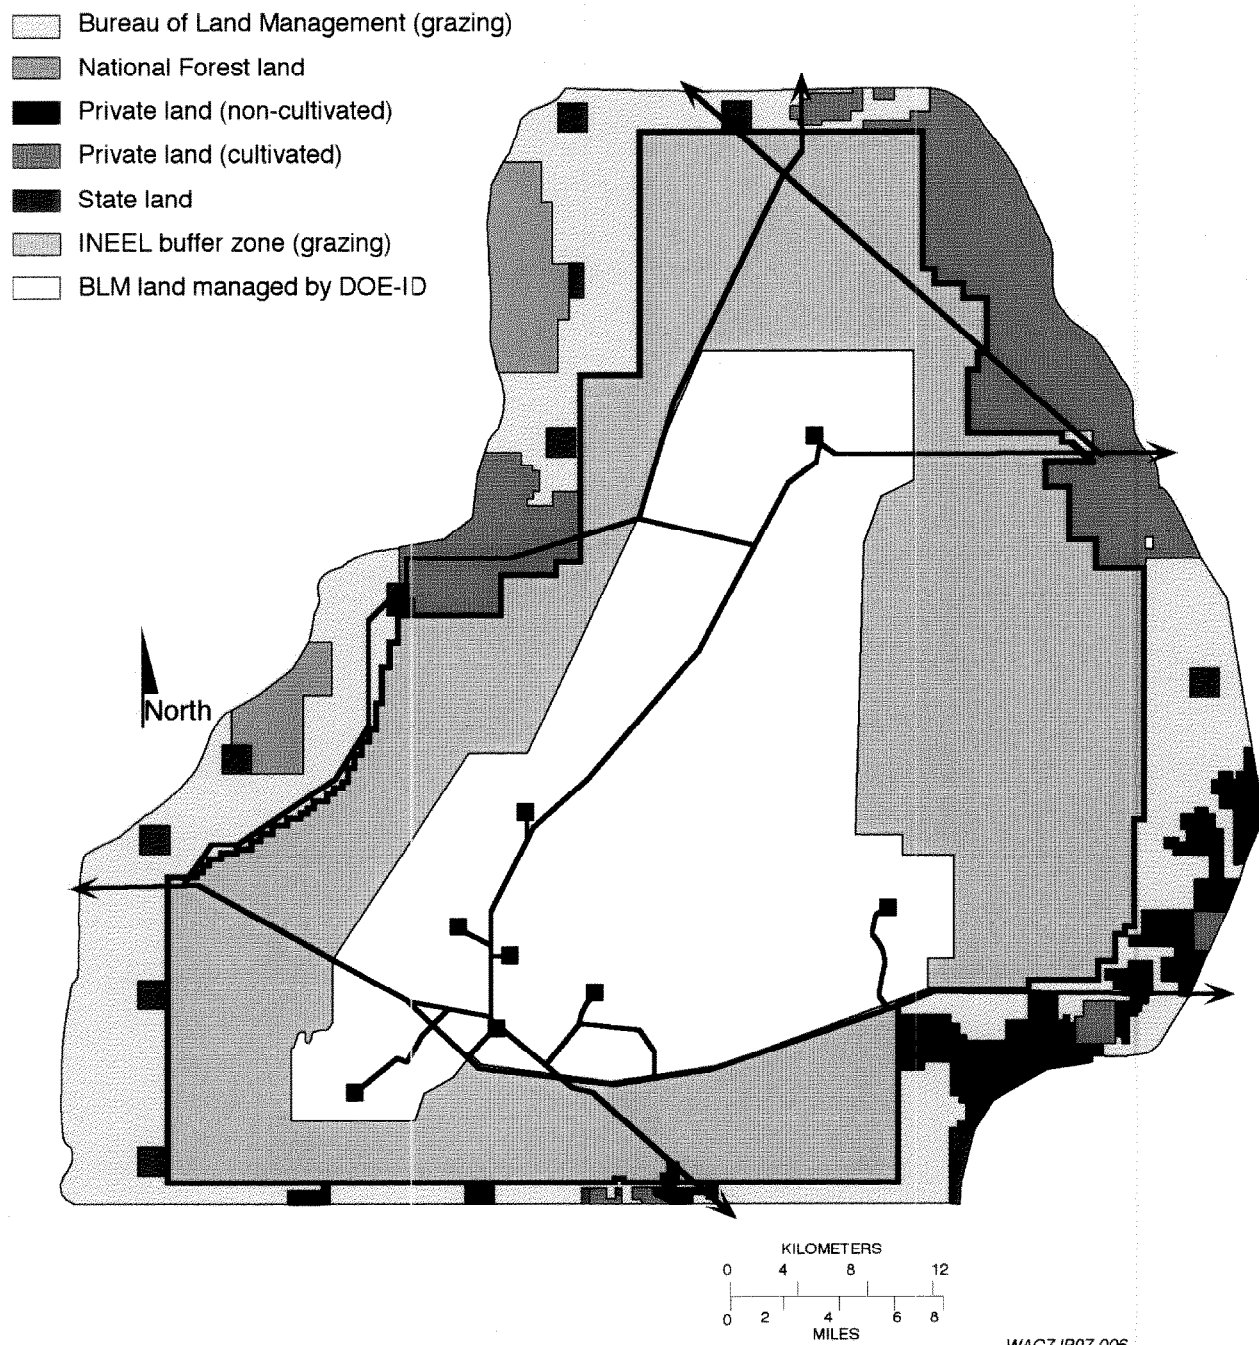 Bureau of Land Management (grazing)
National Forest land
Private land (non-cultivated)
Private land (cultivated)
State land
INEEL buffer zone (grazing)
BLM land managed by DOE-ID
North
KILOMETERS
0 4 8 12
0 2 4 6 8
MILES